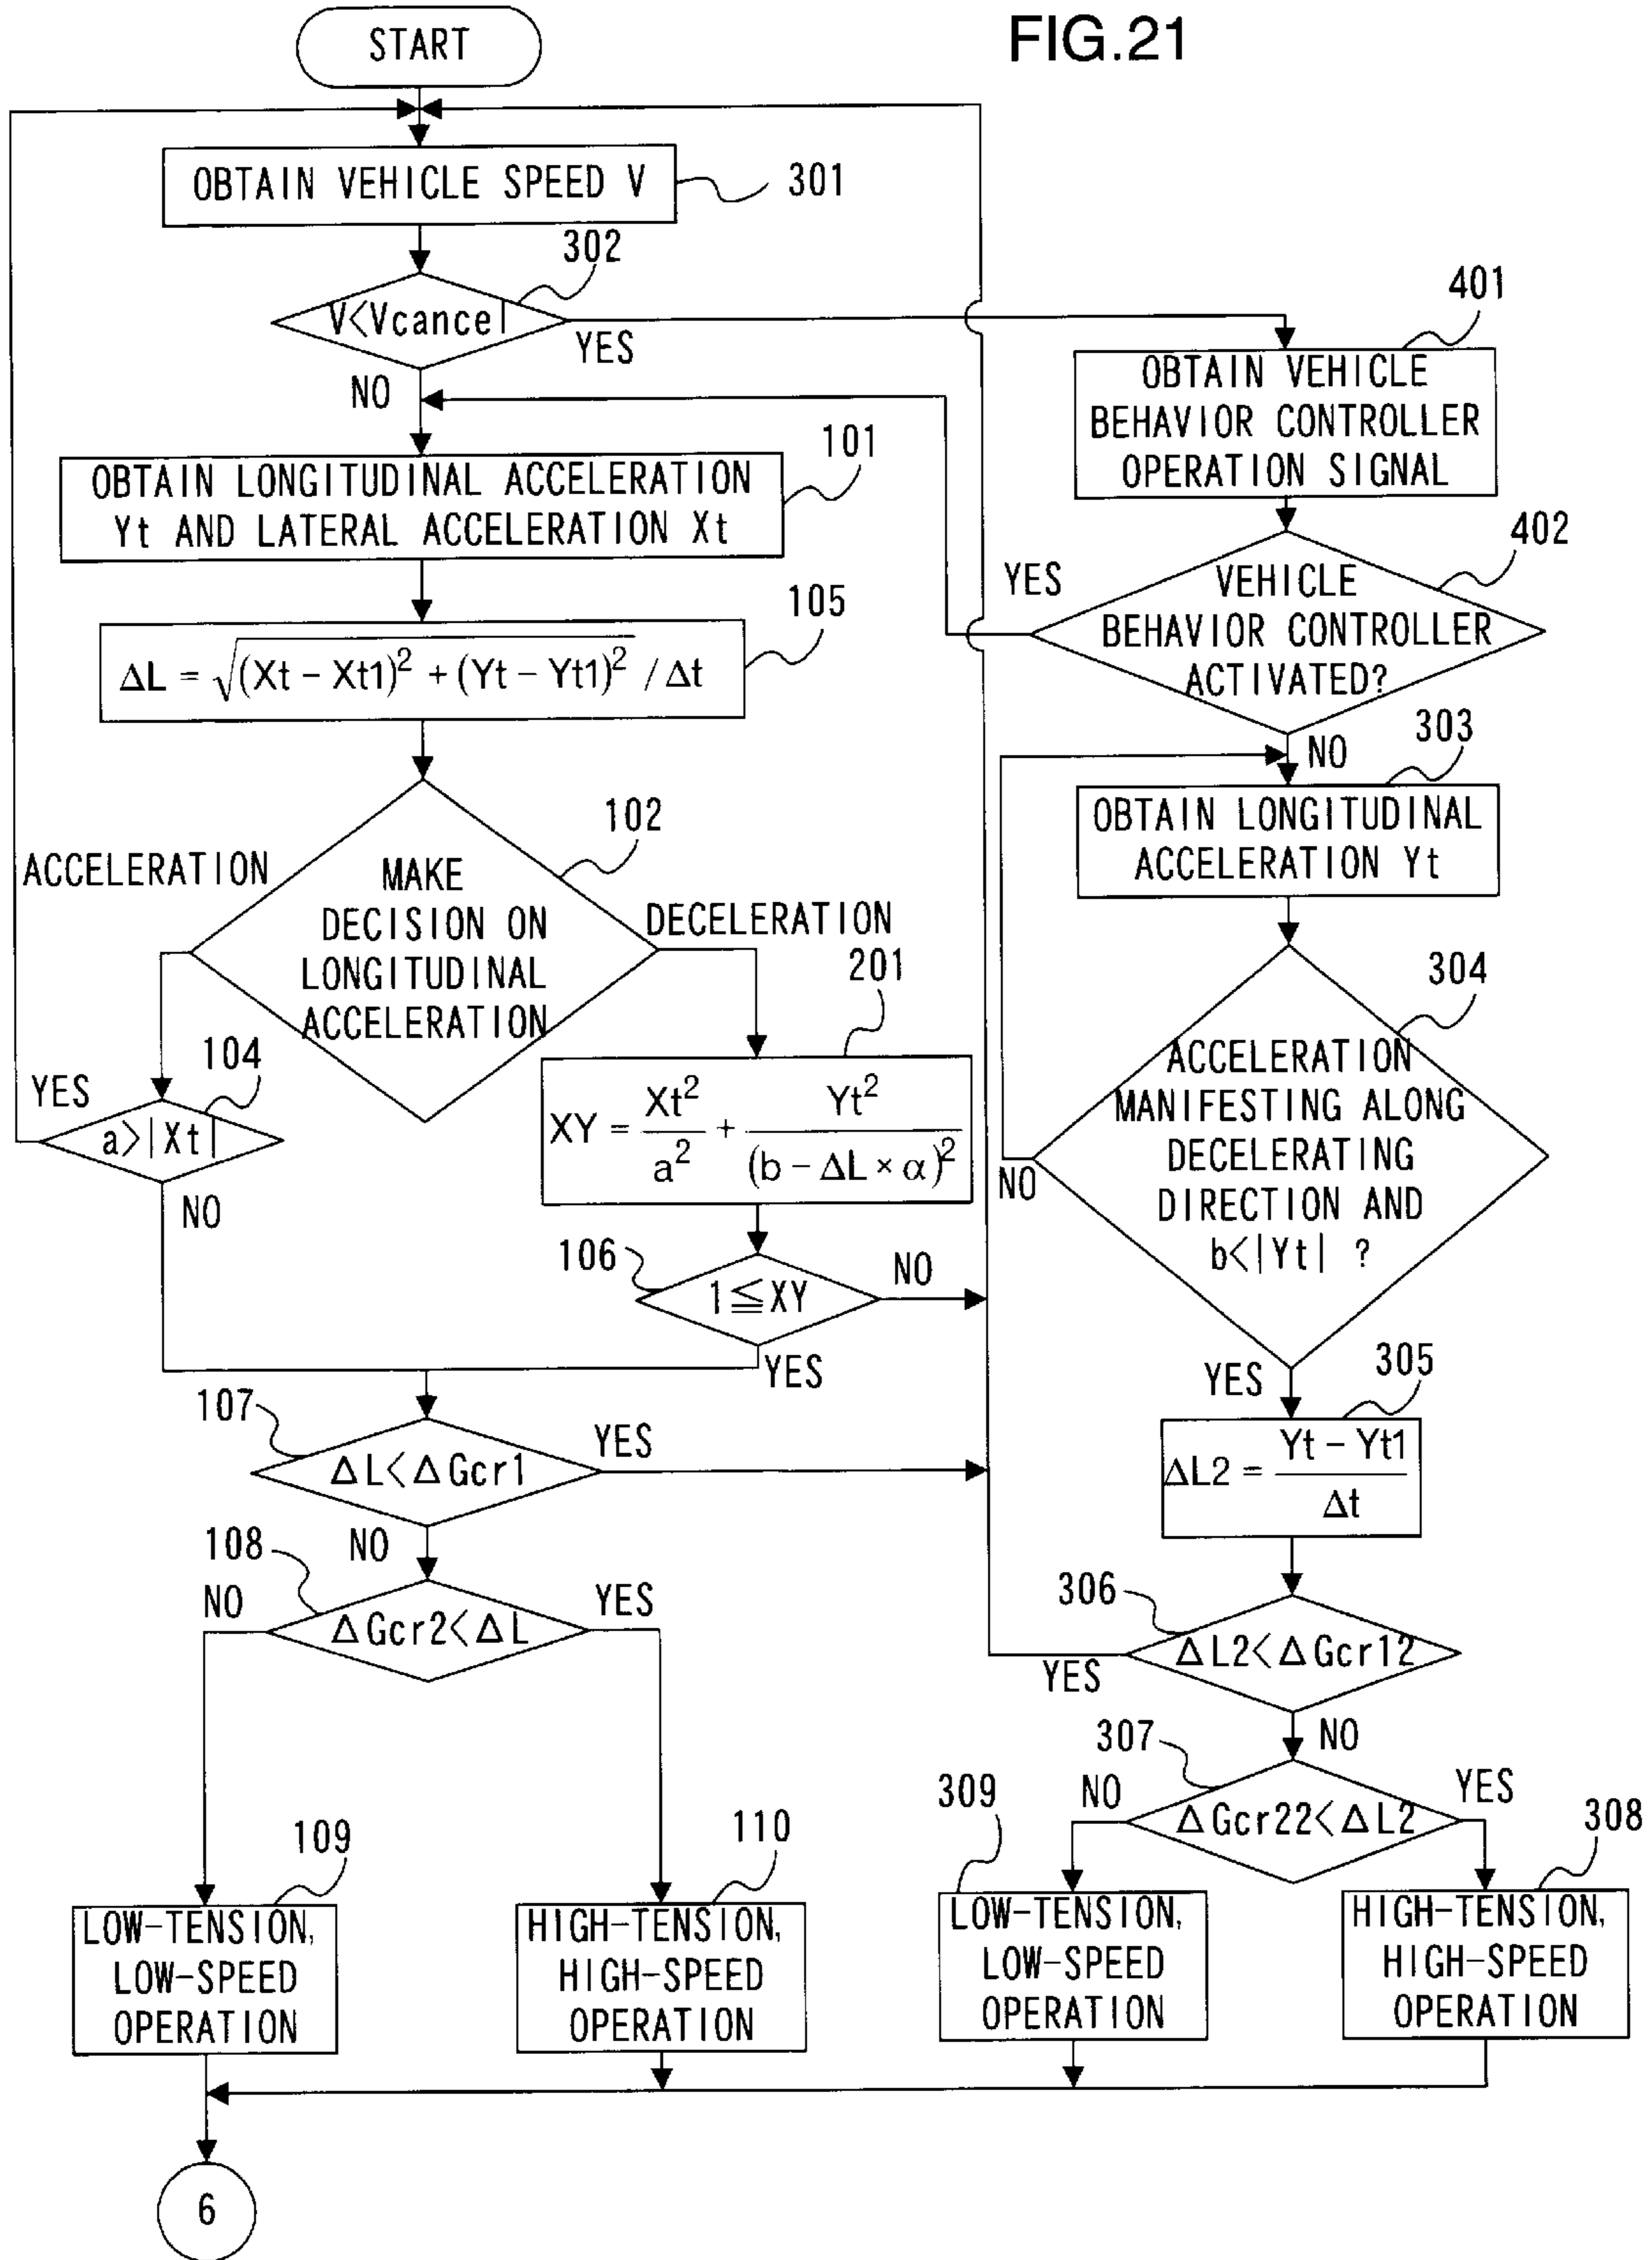 FIG.21
START
OBTAIN VEHICLE SPEED V
301
302
V<Vcancel
YES
NO
401
OBTAIN VEHICLE
BEHAVIOR CONTROLLER
OPERATION SIGNAL
101
OBTAIN LONGITUDINAL ACCELERATION
Yt AND LATERAL ACCELERATION Xt
402
YES
VEHICLE
BEHAVIOR CONTROLLER
ACTIVATED?
NO
105
ΔL = √(Xt − Xt1)² + (Yt − Yt1)² / Δt
303
OBTAIN LONGITUDINAL
ACCELERATION Yt
102
ACCELERATION
MAKE
DECISION ON
LONGITUDINAL
ACCELERATION
DECELERATION
201
XY = Xt²/a² + Yt²/(b − ΔL × α)²
104
YES
a>|Xt|
NO
304
ACCELERATION
MANIFESTING ALONG
DECELERATING
DIRECTION AND
b<|Yt| ?
NO
YES
106
1≦XY
NO
YES
305
ΔL2 = Yt − Yt1 / Δt
107
ΔL<ΔGcr1
YES
NO
108
NO
ΔGcr2<ΔL
YES
306
ΔL2<ΔGcr12
YES
NO
307
NO
ΔGcr22<ΔL2
YES
109
LOW-TENSION,
LOW-SPEED
OPERATION
110
HIGH-TENSION,
HIGH-SPEED
OPERATION
309
LOW-TENSION,
LOW-SPEED
OPERATION
308
HIGH-TENSION,
HIGH-SPEED
OPERATION
6